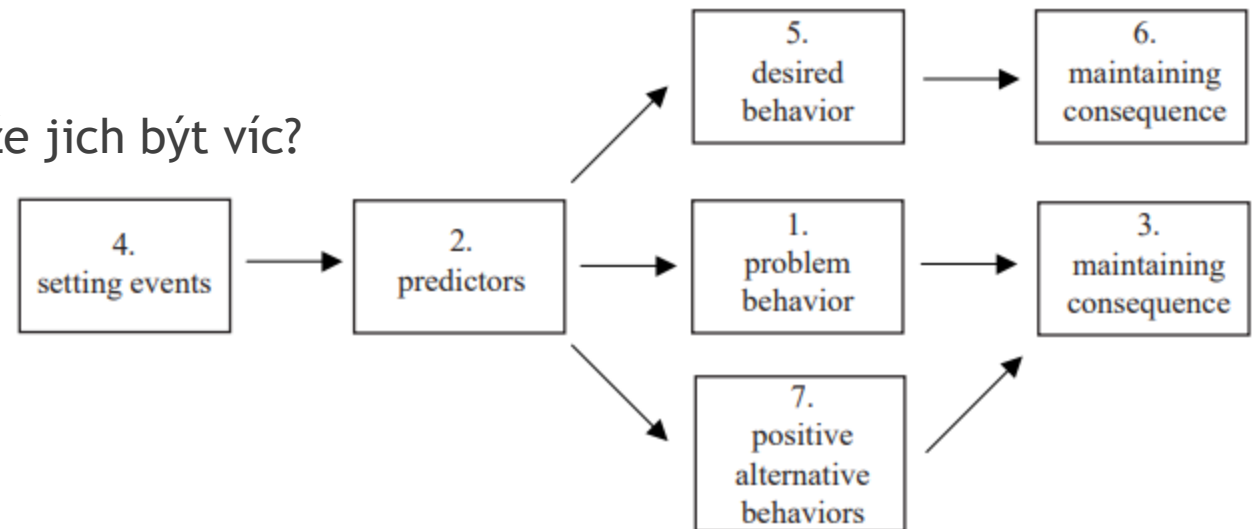 jich být víc?
5.
desired
behavior
6.
maintaining
consequence
4.
setting events
2.
predictors
1.
problem
behavior
3.
maintaining
consequence
7.
positive
alternative
behaviors